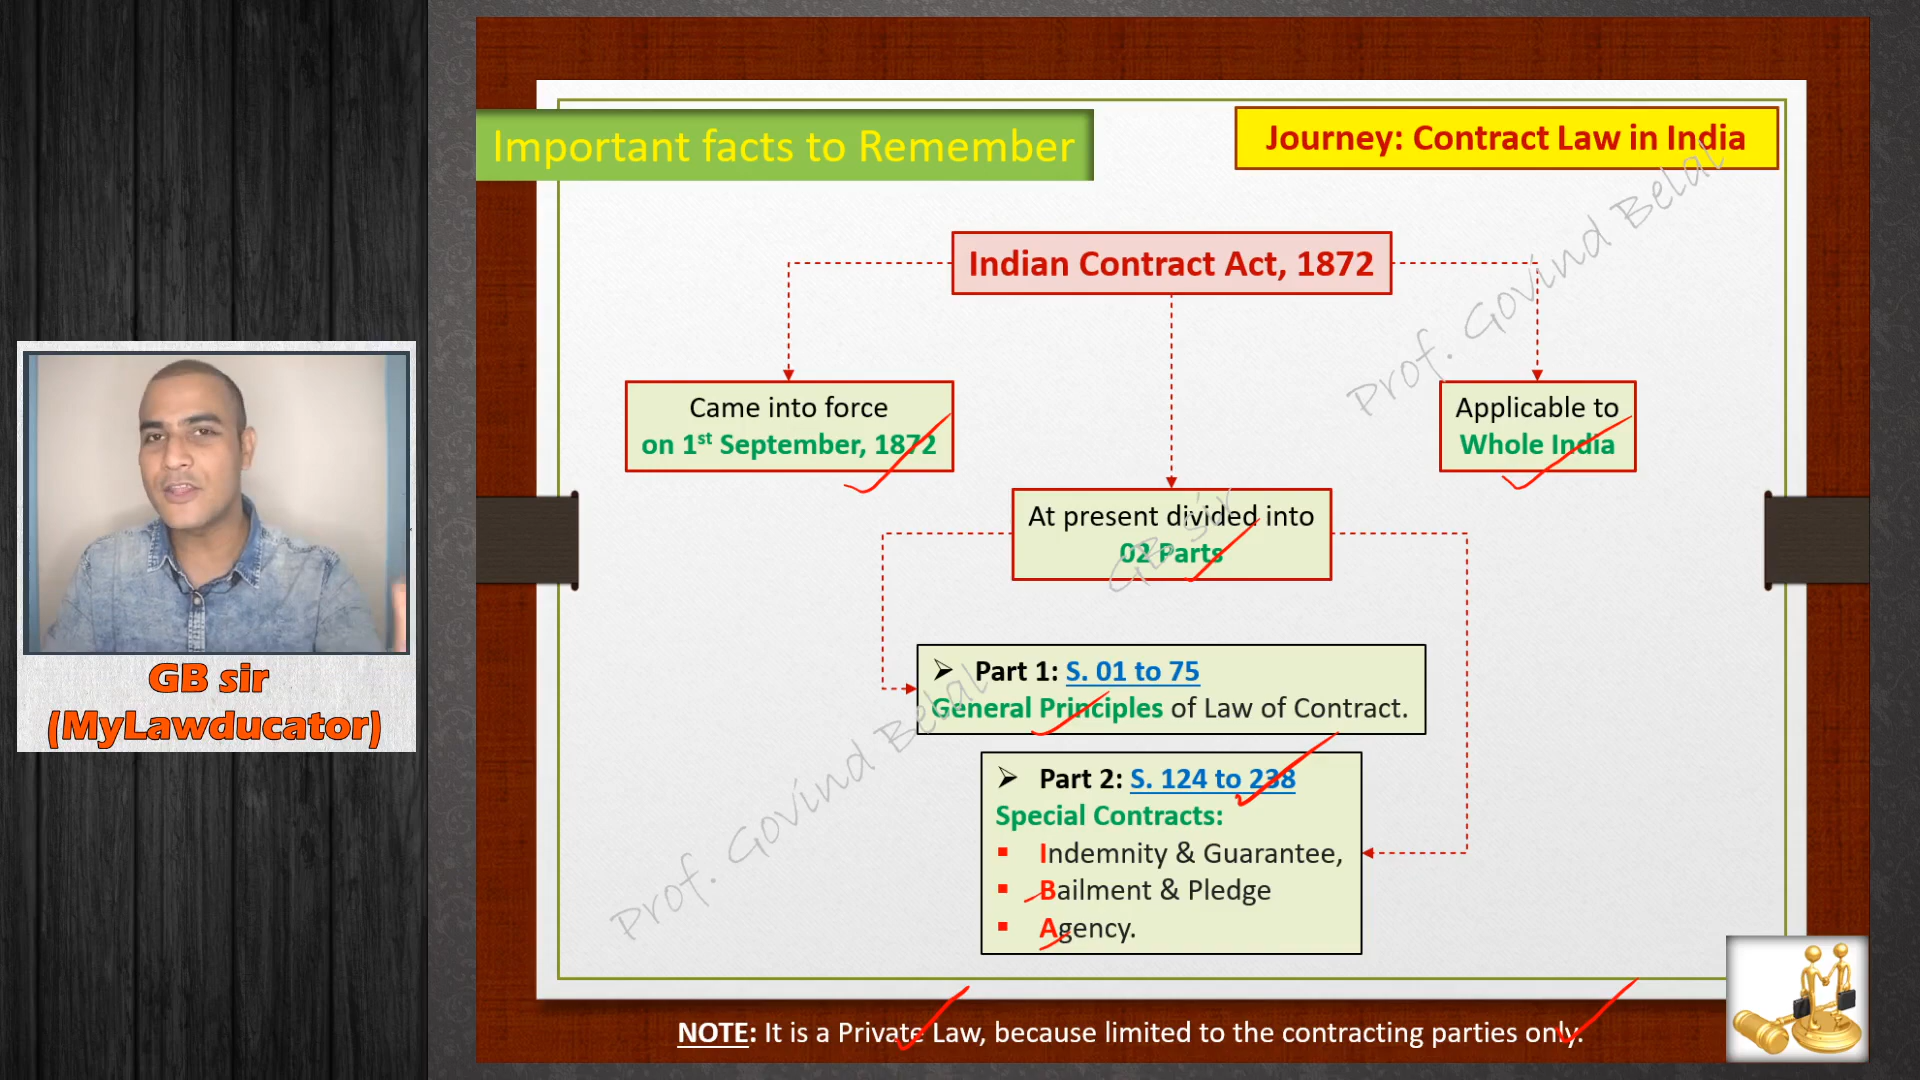 Important facts to Remember
Journey: Contract Law in India
Indian Contract Act, 1872
Came into force
on 1st September, 1872
Applicable to
Whole India
At present divided into
02 Parts
Part 1: S. 01 to 75
General Principles of Law of Contract.
Part 2: S. 124 to 238
Special Contracts:
Indemnity & Guarantee,
Bailment & Pledge
Agency.
NOTE: It is a Private Law, because limited to the contracting parties only.
GB sir
(MyLawducator)
Prof. Govind Belal
GB sir
Prof. Govind Belal